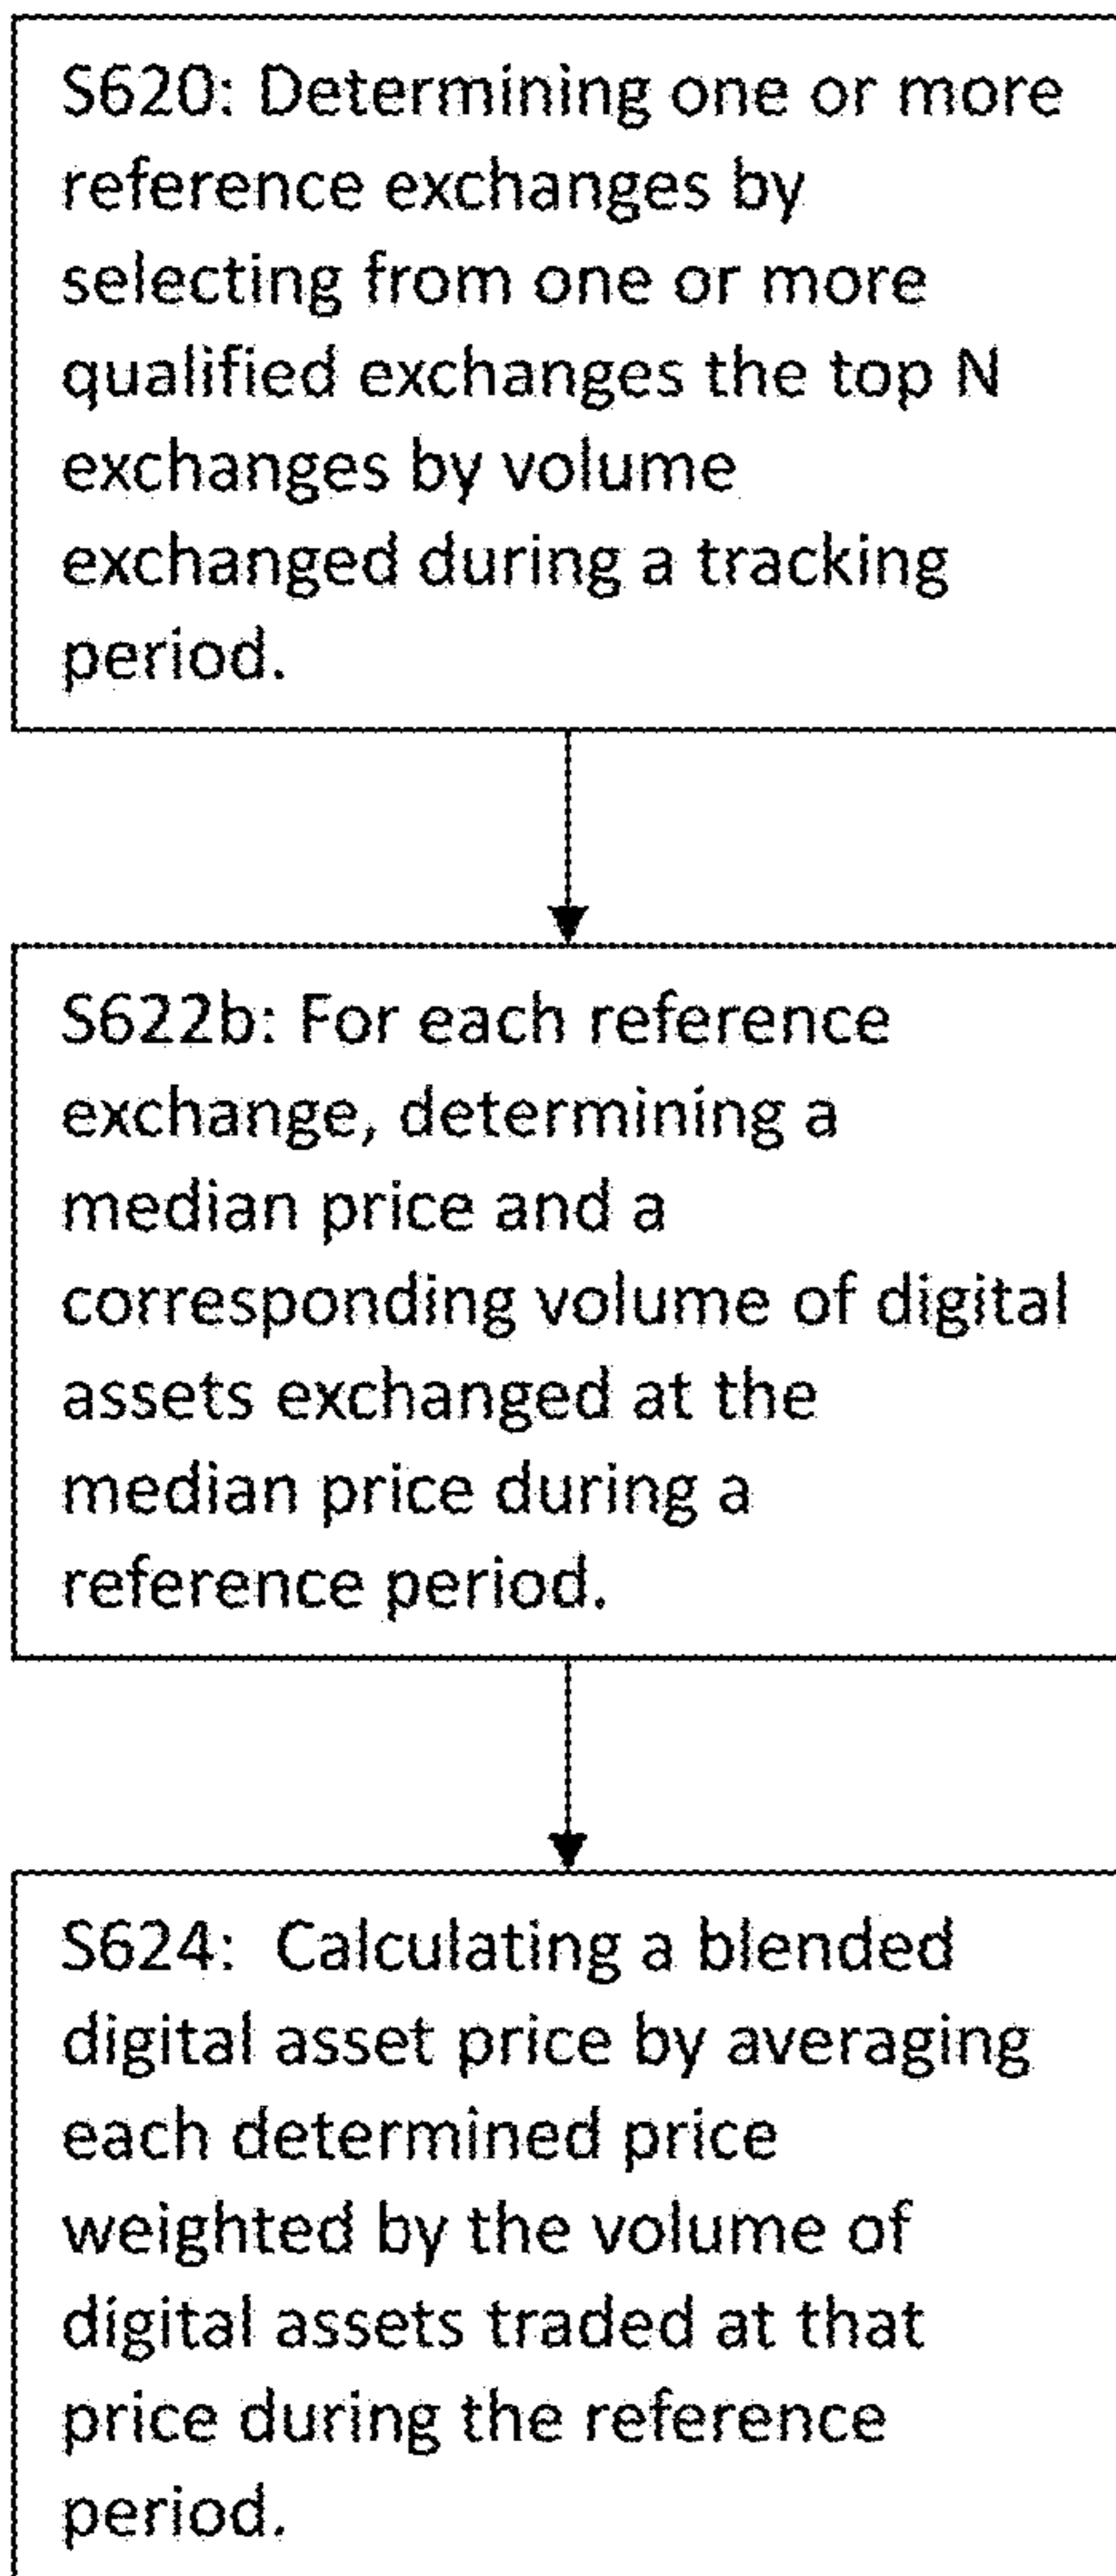 S620: Determining one or more
reference exchanges by
selecting from one or more
qualified exchanges the top N
exchanges by volume
exchanged during a tracking
period.
S622b: For each reference
exchange, determining a
median price and a
corresponding volume of digital
assets exchanged at the
median price during a
reference period.
S624: Calculating a blended
digital asset price by averaging
each determined price
weighted by the volume of
digital assets traded at that
price during the reference
period.